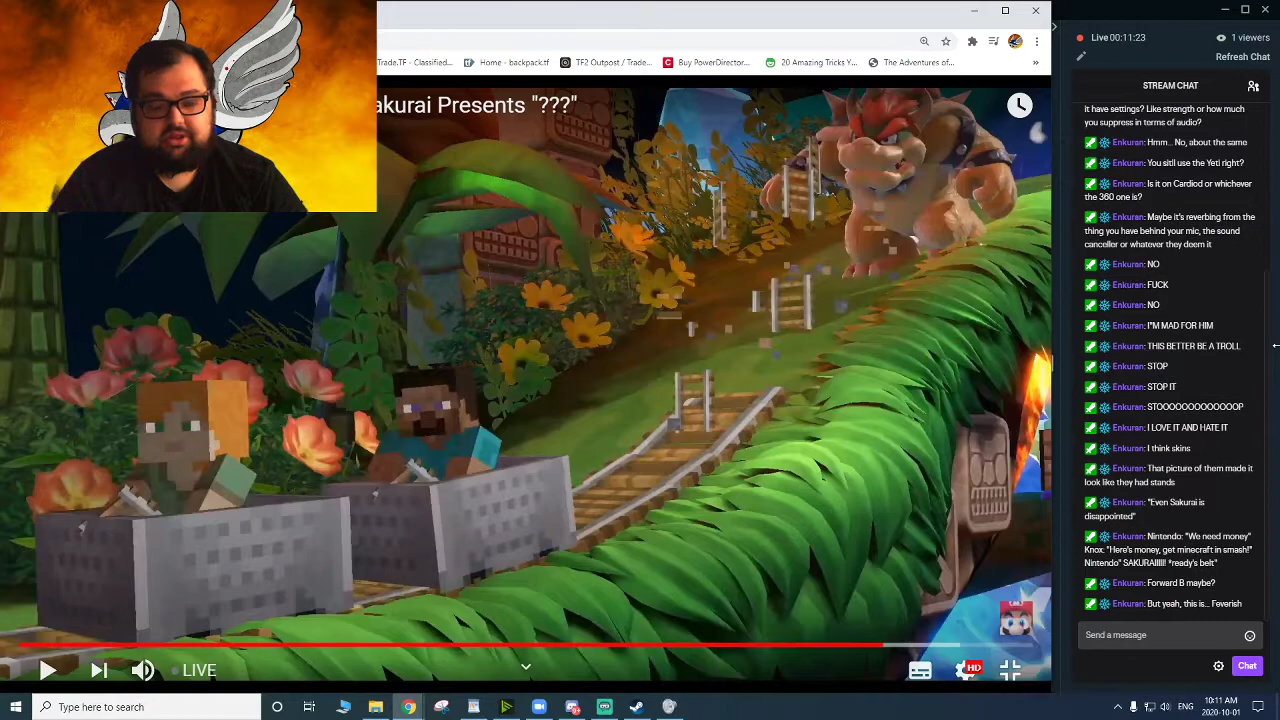 Trade.TF - Classified...
Home - backpack.tf
TF2 Outpost / Trade...
Buy PowerDirector...
20 Amazing Tricks Y...
The Adventures of...
»
akurai Presents "???"
LIVE
HD
Live 00:11:23
1 viewers
Refresh Chat
STREAM CHAT
it have settings? Like strength or how much
you suppress in terms of audio?
Enkuran: Hmm... No, about the same
Enkuran: You sitll use the Yeti right?
Enkuran: Is it on Cardiod or whichever
the 360 one is?
Enkuran: Maybe it's reverbing from the
thing you have behind your mic, the sound
canceller or whatever they deem it
Enkuran: NO
Enkuran: FUCK
Enkuran: NO
Enkuran: I"M MAD FOR HIM
Enkuran: THIS BETTER BE A TROLL
Enkuran: STOP
Enkuran: STOP IT
Enkuran: STOOOOOOOOOOOOP
Enkuran: I LOVE IT AND HATE IT
Enkuran: I think skins
Enkuran: That picture of them made it
look like they had stands
Enkuran: "Even Sakurai is
disappointed"
Enkuran: Nintendo: "We need money"
Knox: "Here's money, get minecraft in smash!"
Nintendo" SAKURAIIIII! *ready's belt"
Enkuran: Forward B maybe?
Enkuran: But yeah, this is... Feverish
Send a message
Chat
Type here to search
ENG
10:11 AM
2020-10-01